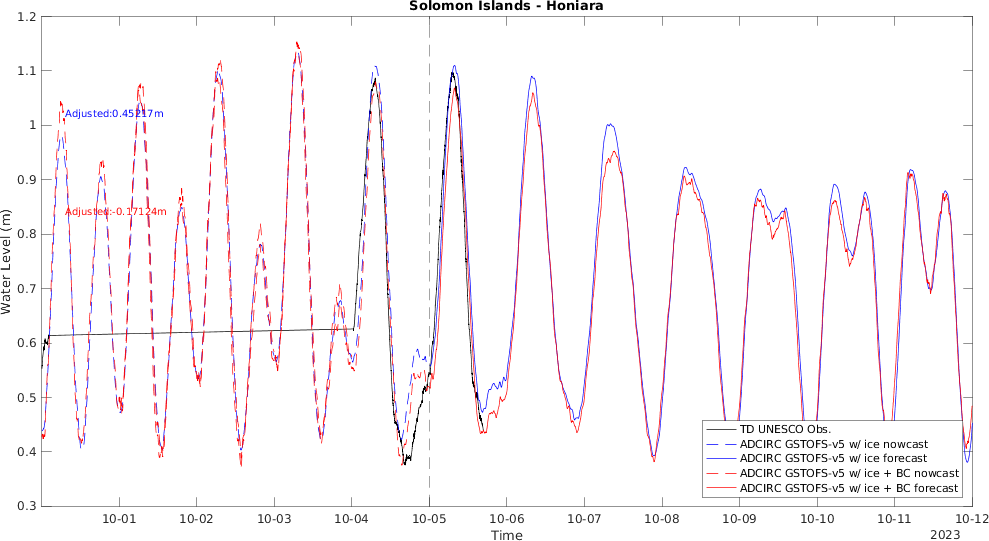 Solomon Islands - Honiara
1.2
1.1
1
0.9
0.8
0.7
0.6
0.5
0.4
0.3
Water Level (m)
Adjusted:0.45217m
Adjusted:-0.17124m
TD UNESCO Obs.
ADCIRC GSTOFS-v5 w/ ice nowcast
ADCIRC GSTOFS-v5 w/ ice forecast
ADCIRC GSTOFS-v5 w/ ice + BC nowcast
ADCIRC GSTOFS-v5 w/ ice + BC forecast
10-01 10-02 10-03 10-04 10-05 10-06 10-07 10-08 10-09 10-10 10-11 10-12
Time
2023